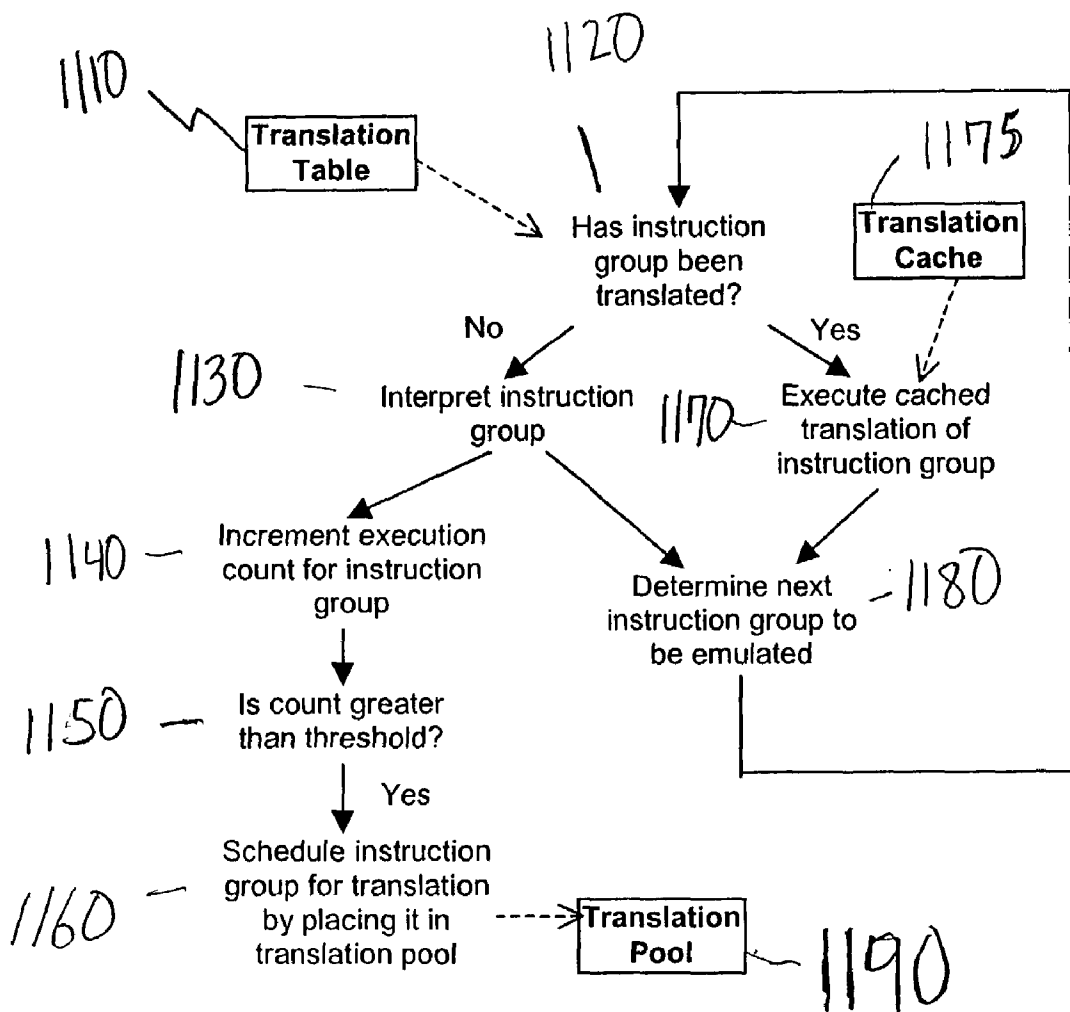 1120
1110
Translation
Table
1175
Translation
Cache
Has instruction
group been
translated?
No
Yes
1130
Interpret instruction
group
1170
Execute cached
translation of
instruction group
1140
Increment execution
count for instruction
group
Determine next
instruction group to
be emulated
1180
1150
Is count greater
than threshold?
Yes
1160
Schedule instruction
group for translation
by placing it in
translation pool
Translation
Pool
1190